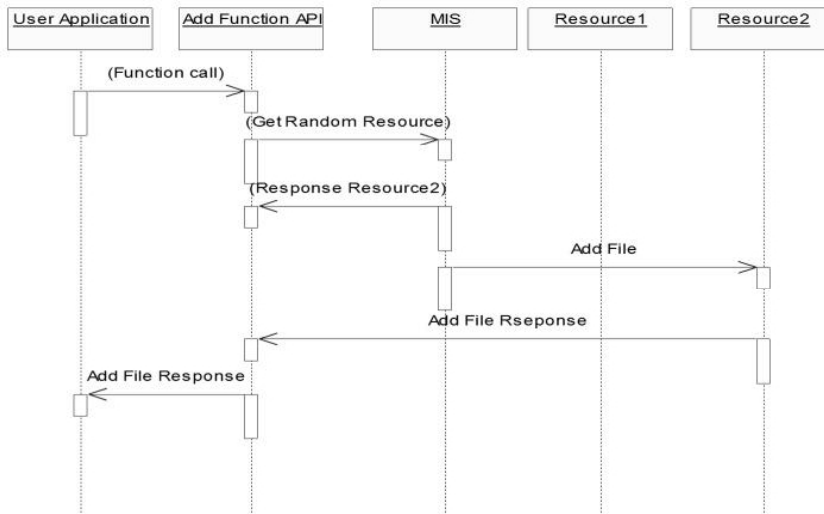 User Application
Add Function API
MIS
Resource1
Resource2
(Function call)
(Get Random Resource)
(Response Resource2)
Add File
Add File Rseponse
Add File Response